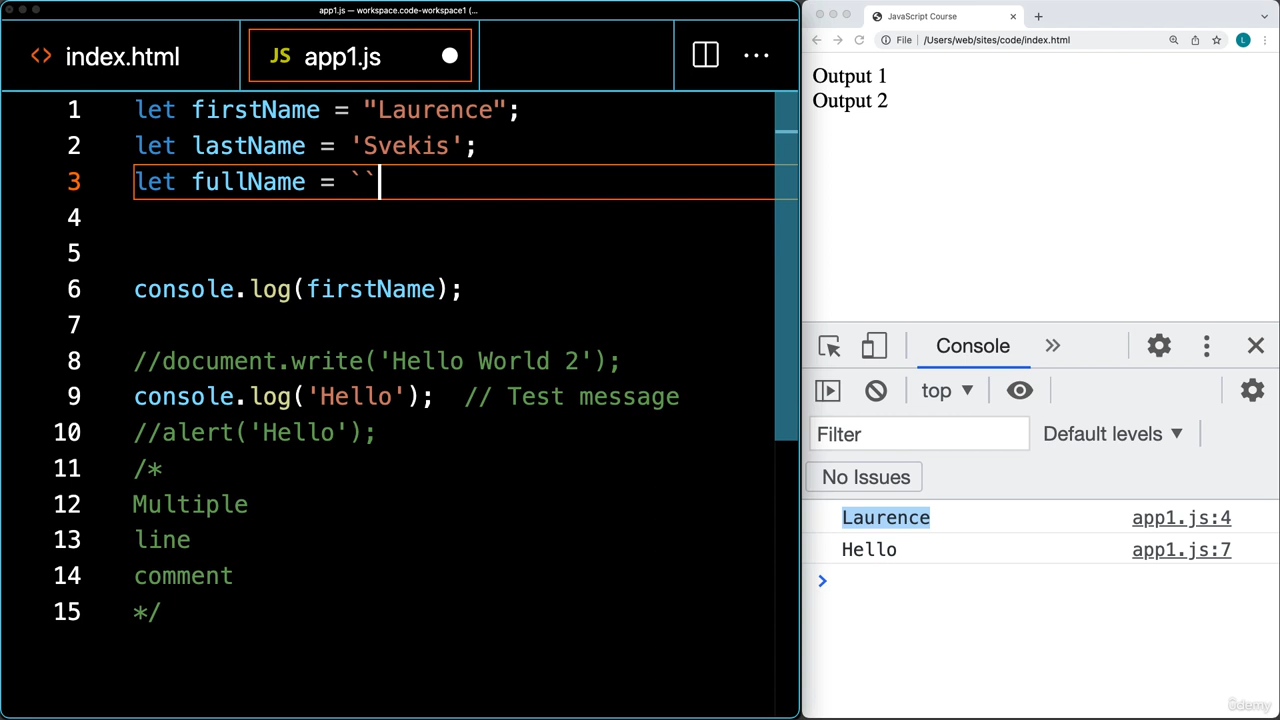 app1.js — workspace.code-workspace1 (...
<> index.html
JS app1.js
1 let firstName = "Laurence";
2 let lastName = 'Svekis';
3 let fullName = ``
4
5
6 console.log(firstName);
7
8 //document.write('Hello World 2');
9 console.log('Hello');  // Test message
10 //alert('Hello');
11 /*
12 Multiple
13 line
14 comment
15 */
JavaScript Course
File /Users/web/sites/code/index.html
L
Output 1
Output 2
Console
top
Filter
Default levels
No Issues
Laurence app1.js:4
Hello app1.js:7
ûdemy